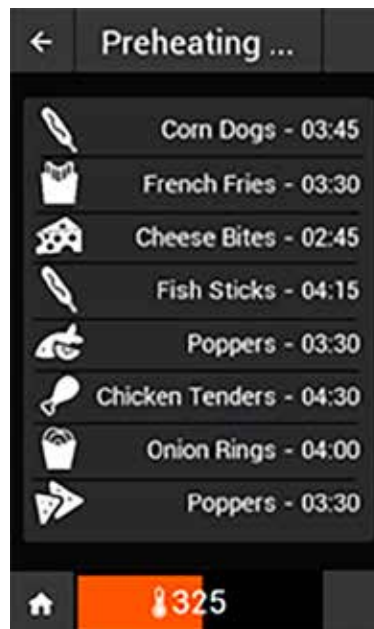 Preheating ...
Corn Dogs - 03:45
French Fries - 03:30
Cheese Bites - 02:45
Fish Sticks - 04:15
Poppers - 03:30
Chicken Tenders - 04:30
Onion Rings - 04:00
Poppers - 03:30
325